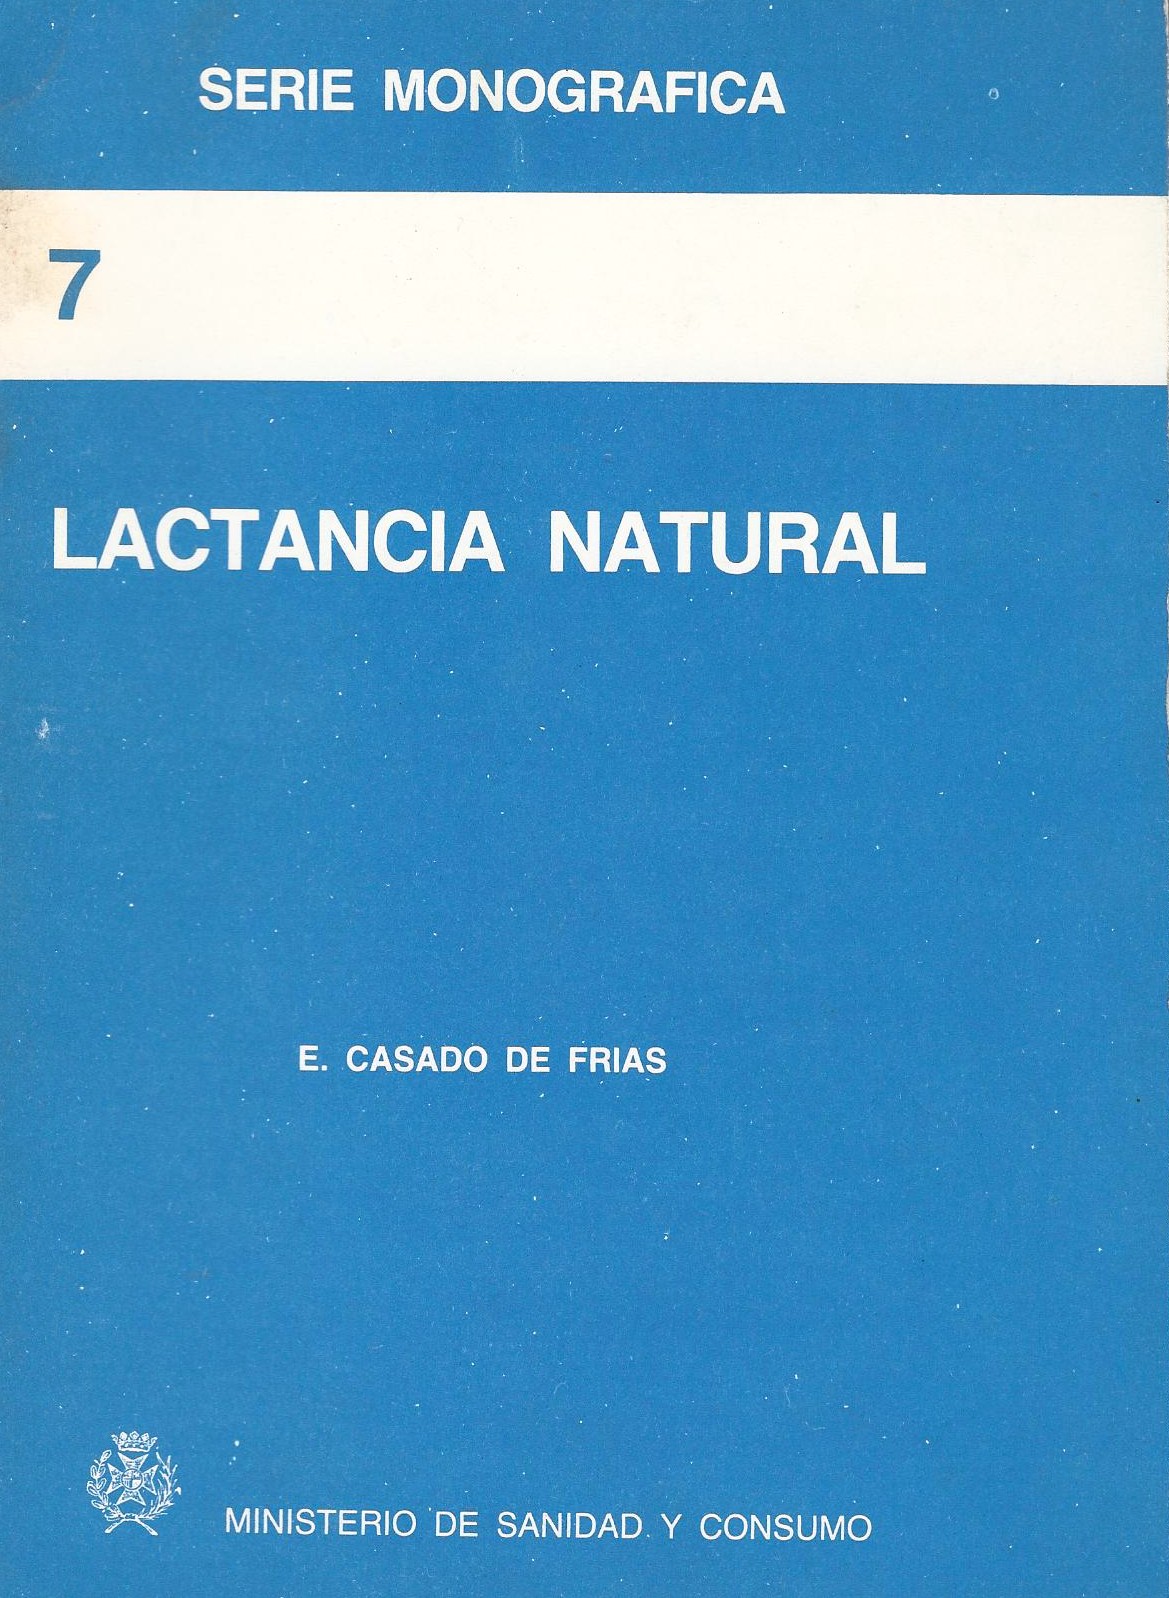 SERIE MONOGRAFICA
7
LACTANCIA NATURAL
E. CASADO DE FRIAS
MINISTERIO DE SANIDAD Y CONSUMO